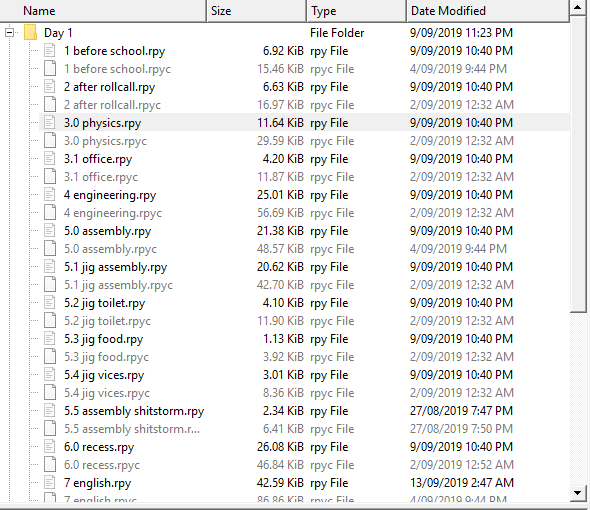 Name Size Type Date Modified
Day 1 File Folder 9/09/2019 11:23 PM
1 before school.rpy 6.92 KiB rpy File 9/09/2019 10:40 PM
1 before school.rpyc 15.46 KiB rpyc File 4/09/2019 9:44 PM
2 after rollcall.rpy 6.63 KiB rpy File 9/09/2019 10:40 PM
2 after rollcall.rpyc 16.97 KiB rpyc File 2/09/2019 12:32 AM
3.0 physics.rpy 11.64 KiB rpy File 9/09/2019 10:40 PM
3.0 physics.rpyc 29.59 KiB rpyc File 2/09/2019 12:32 AM
3.1 office.rpy 4.20 KiB rpy File 9/09/2019 10:40 PM
3.1 office.rpyc 11.87 KiB rpyc File 2/09/2019 12:32 AM
4 engineering.rpy 25.01 KiB rpy File 9/09/2019 10:40 PM
4 engineering.rpyc 56.69 KiB rpyc File 2/09/2019 12:32 AM
5.0 assembly.rpy 21.38 KiB rpy File 9/09/2019 10:40 PM
5.0 assembly.rpyc 48.57 KiB rpyc File 4/09/2019 9:44 PM
5.1 jig assembly.rpy 20.62 KiB rpy File 9/09/2019 10:40 PM
5.1 jig assembly.rpyc 42.70 KiB rpyc File 2/09/2019 12:32 AM
5.2 jig toilet.rpy 4.10 KiB rpy File 9/09/2019 10:40 PM
5.2 jig toilet.rpyc 11.90 KiB rpyc File 2/09/2019 12:32 AM
5.3 jig food.rpy 1.13 KiB rpy File 9/09/2019 10:40 PM
5.3 jig food.rpyc 3.92 KiB rpyc File 2/09/2019 12:32 AM
5.4 jig vices.rpy 3.01 KiB rpy File 9/09/2019 10:40 PM
5.4 jig vices.rpyc 8.36 KiB rpyc File 2/09/2019 12:32 AM
5.5 assembly shitstorm.rpy 2.34 KiB rpy File 27/08/2019 7:47 PM
5.5 assembly shitstorm.r... 6.41 KiB rpyc File 27/08/2019 7:50 PM
6.0 recess.rpy 26.08 KiB rpy File 9/09/2019 10:40 PM
6.0 recess.rpyc 46.84 KiB rpyc File 2/09/2019 12:52 AM
7 english.rpy 42.59 KiB rpy File 13/09/2019 2:47 AM
7 english.rpyc 86.86 KiB rpyc File 4/09/2019 9:44 PM